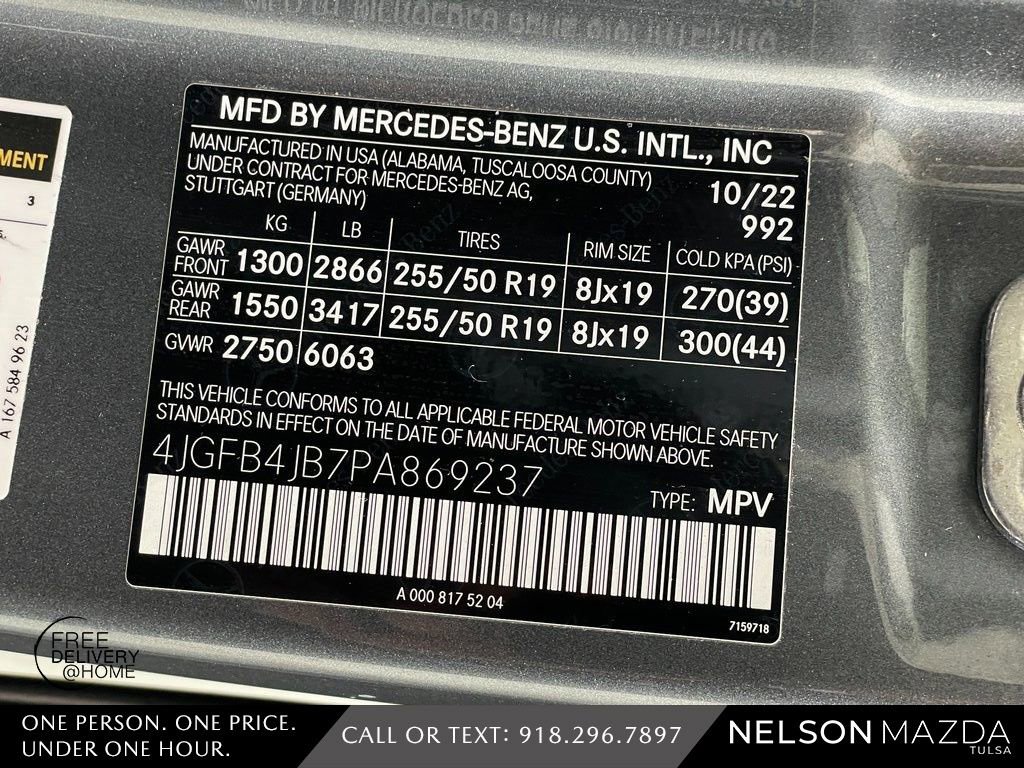 MENT
3
A 167 584 96 23
MFD BY MERCEDES-BENZ U.S. INTL., INC
MANUFACTURED IN USA (ALABAMA, TUSCALOOSA COUNTY)
UNDER CONTRACT FOR MERCEDES-BENZ AG,
STUTTGART (GERMANY)
10/22
992
KG LB TIRES RIM SIZE COLD KPA (PSI)
GAWR FRONT 1300 2866 255/50 R19 8Jx19 270(39)
GAWR REAR 1550 3417 255/50 R19 8Jx19 300(44)
GVWR 2750 6063
THIS VEHICLE CONFORMS TO ALL APPLICABLE FEDERAL MOTOR VEHICLE SAFETY
STANDARDS IN EFFECT ON THE DATE OF MANUFACTURE SHOWN ABOVE.
4JGFB4JB7PA869237
TYPE: MPV
A 000 817 52 04
7159718
FREE
DELIVERY
@HOME
ONE PERSON. ONE PRICE.
UNDER ONE HOUR.
CALL OR TEXT: 918.296.7897
NELSON MAZDA
TULSA